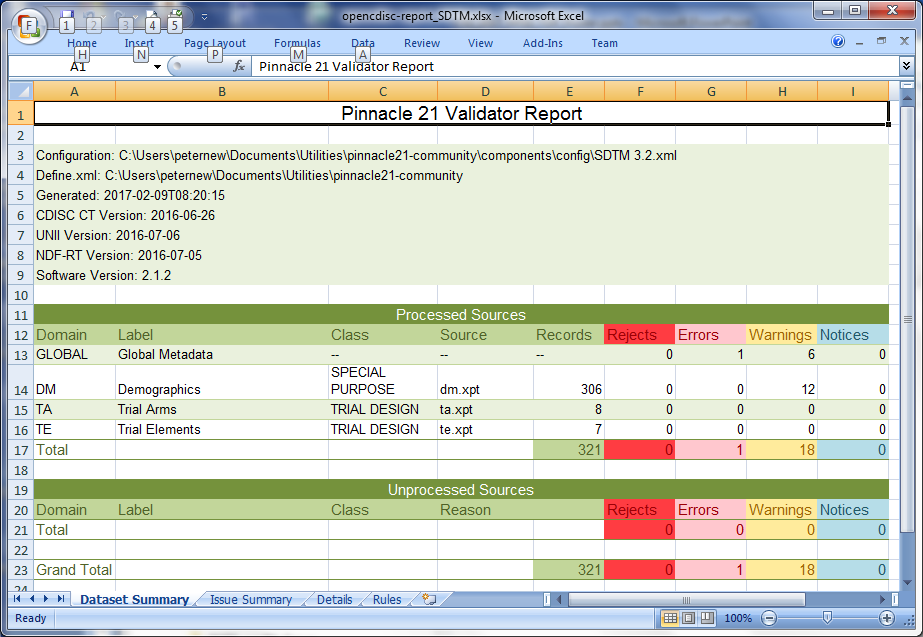 opencdisc-report_SDTM.xlsx - Microsoft Excel
1 2 3 4 5
F
Home Insert Page Layout Formulas Data Review View Add-Ins Team
H N P M A
A1 fx Pinnacle 21 Validator Report
A B C D E F G H I
1 Pinnacle 21 Validator Report
2
3 Configuration: C:\Users\peternew\Documents\Utilities\pinnacle21-community\components\config\SDTM 3.2.xml
4 Define.xml: C:\Users\peternew\Documents\Utilities\pinnacle21-community
5 Generated: 2017-02-09T08:20:15
6 CDISC CT Version: 2016-06-26
7 UNII Version: 2016-07-06
8 NDF-RT Version: 2016-07-05
9 Software Version: 2.1.2
10
11 Processed Sources
12 Domain Label Class Source Records Rejects Errors Warnings Notices
13 GLOBAL Global Metadata -- -- -- 0 1 6 0
SPECIAL
14 DM Demographics PURPOSE dm.xpt 306 0 0 12 0
15 TA Trial Arms TRIAL DESIGN ta.xpt 8 0 0 0 0
16 TE Trial Elements TRIAL DESIGN te.xpt 7 0 0 0 0
17 Total 321 0 1 18 0
18
19 Unprocessed Sources
20 Domain Label Class Reason Rejects Errors Warnings Notices
21 Total 0 0 0 0
22
23 Grand Total 321 0 1 18 0
24
Dataset Summary Issue Summary Details Rules
Ready 100%